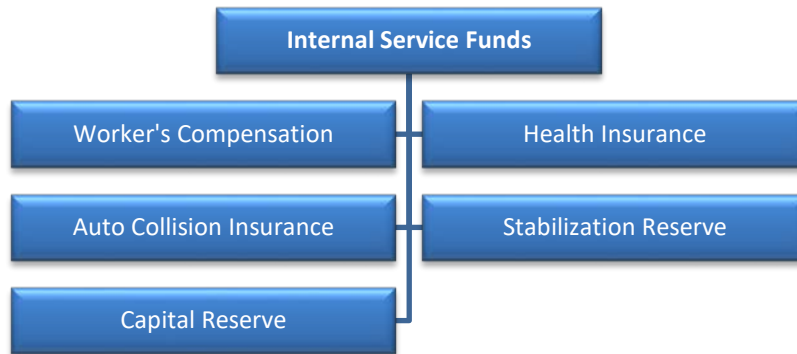 Internal Service Funds
Worker's Compensation
Health Insurance
Auto Collision Insurance
Stabilization Reserve
Capital Reserve